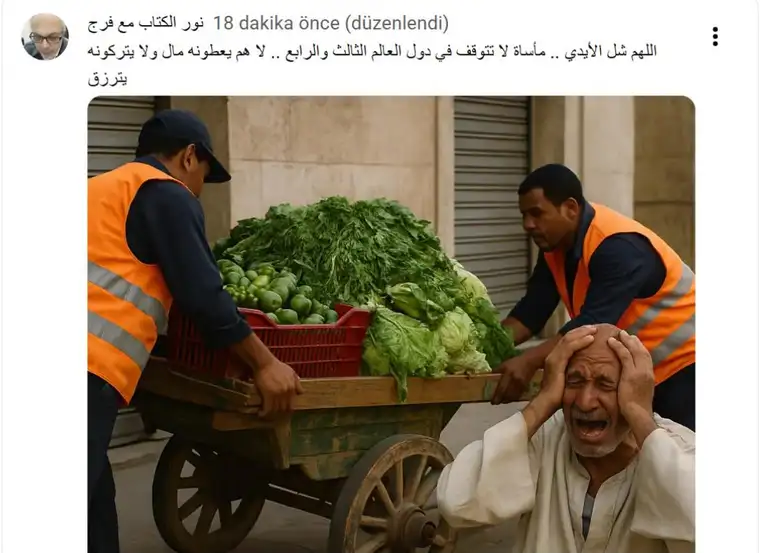 نور الكتاب مع فرج 18 dakika önce (düzenlendi)
اللهم شل الأيدي .. مأساة لا تتوقف في دول العالم الثالث والرابع .. لا هم يعطونه مال ولا يتركونه
يترزق